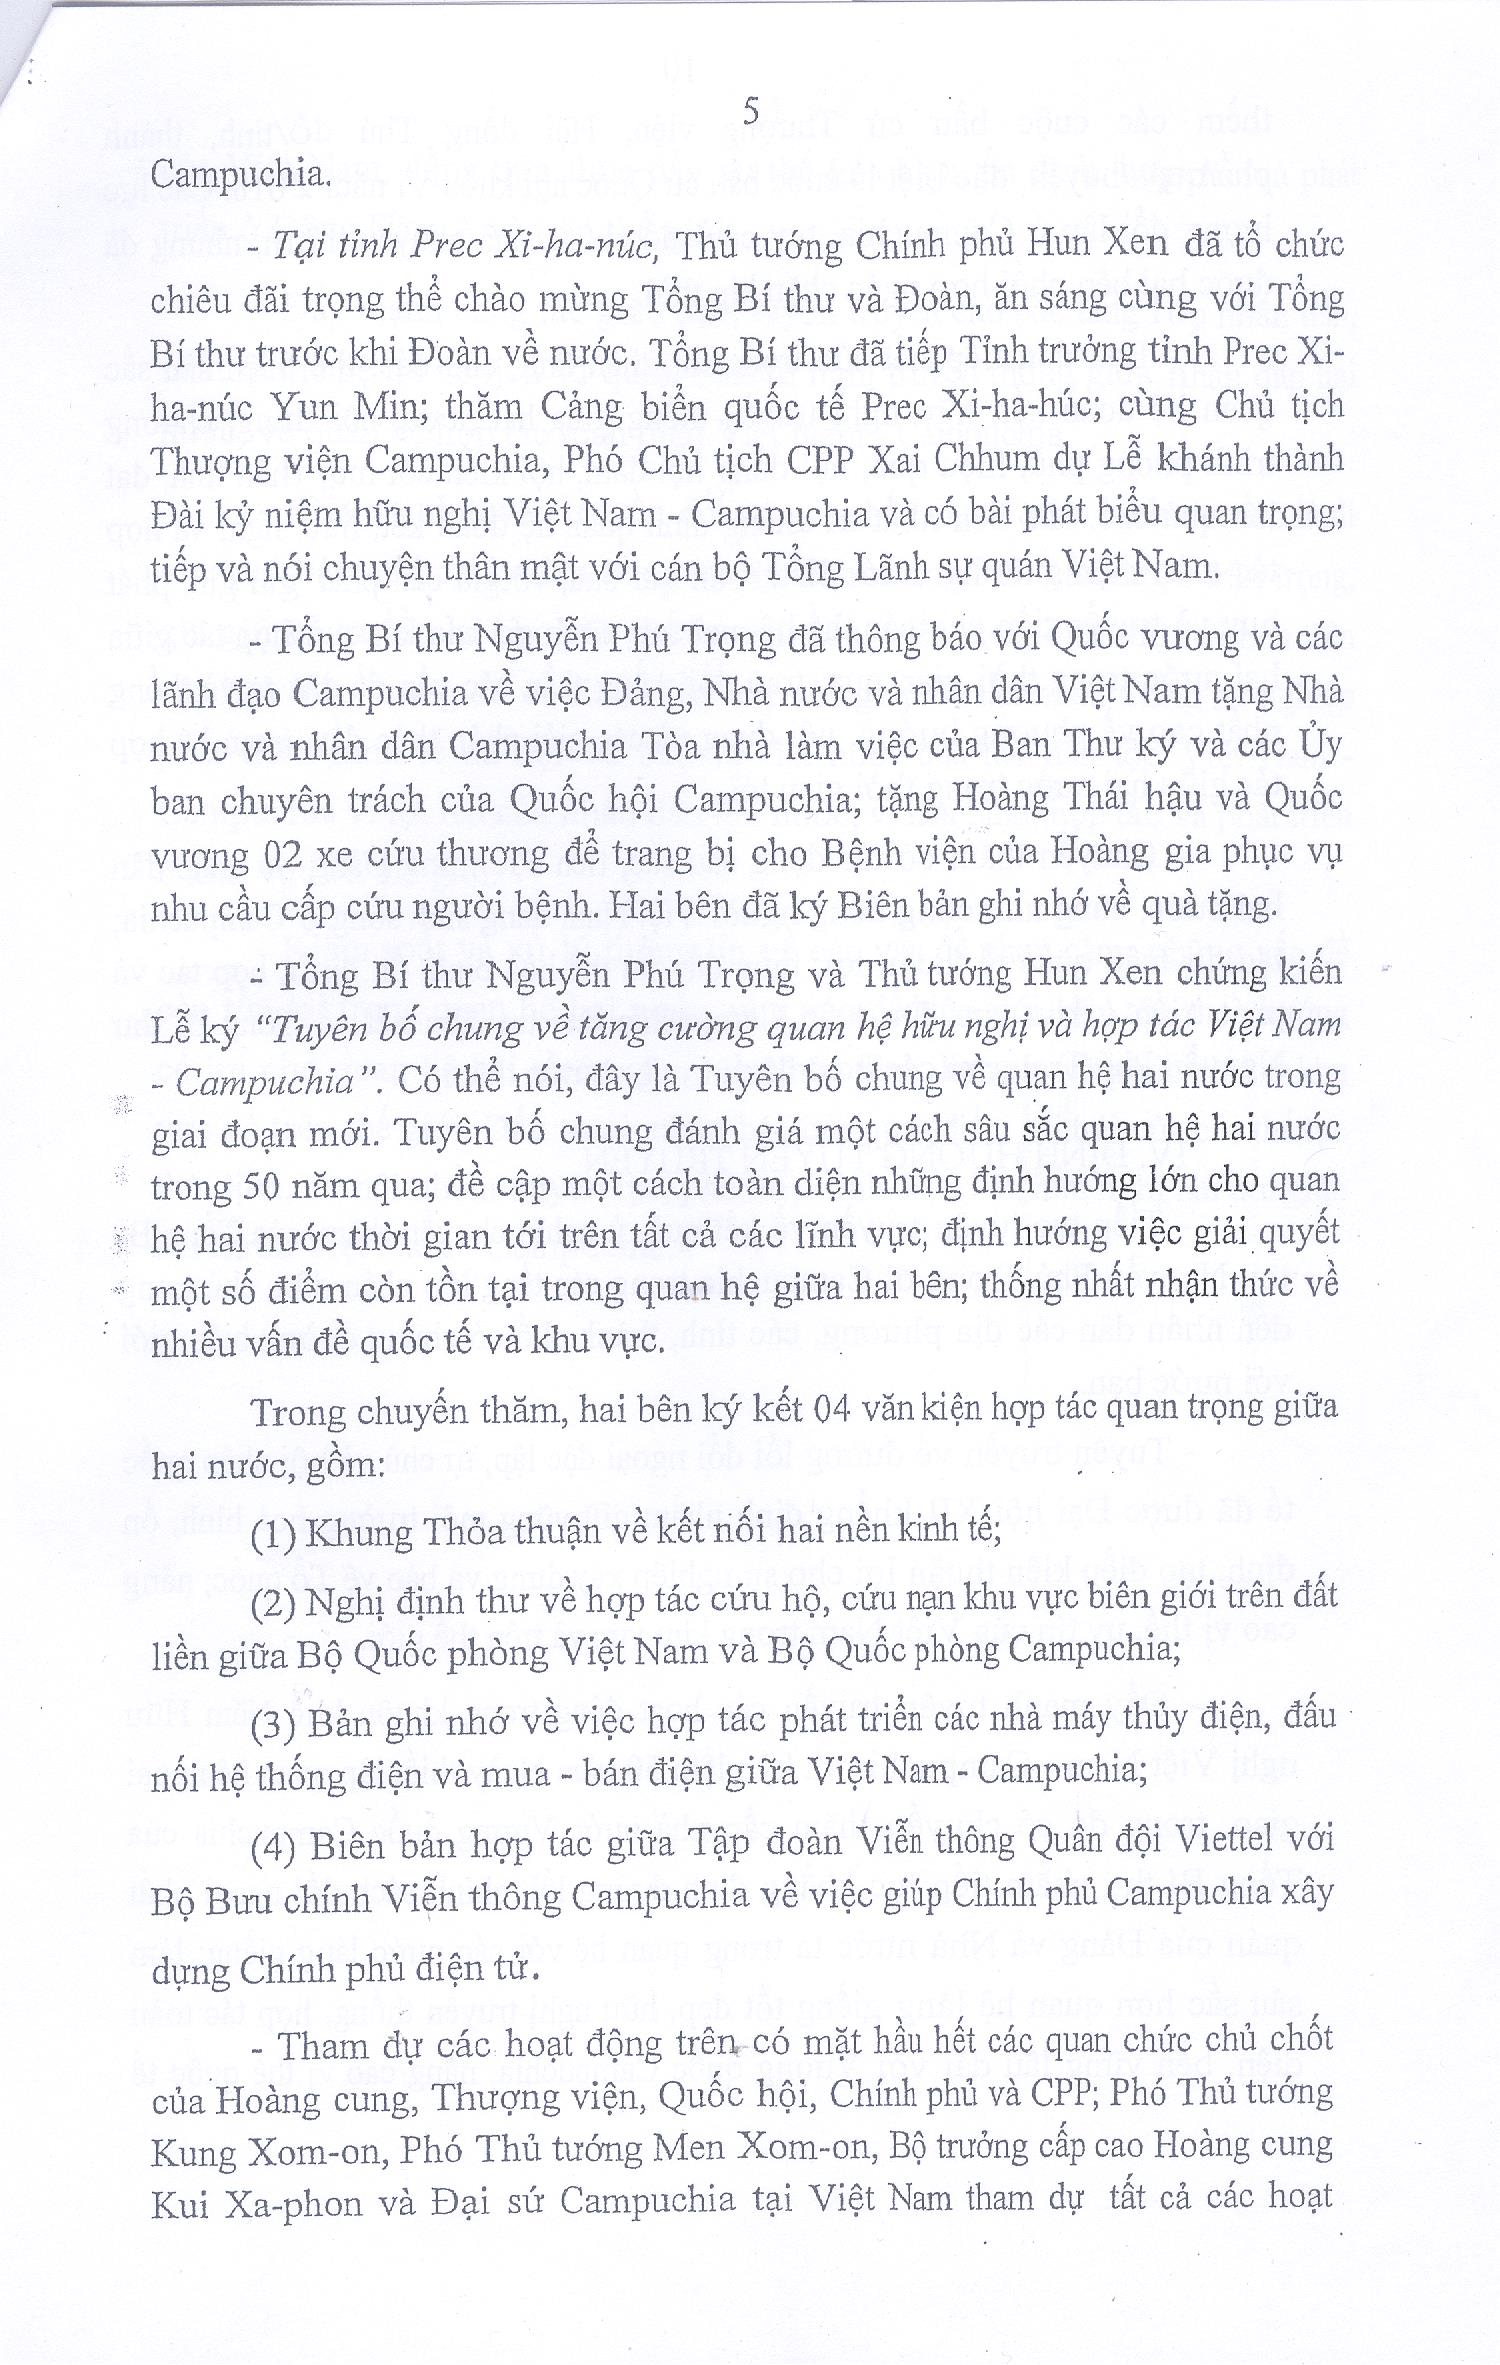 5
Campuchia.
- Tại tỉnh Prec Xi-ha-núc, Thủ tướng Chính phủ Hun Xen đã tổ chức
chiêu đãi trọng thể chào mừng Tổng Bí thư và Đoàn, ăn sáng cùng với Tổng
Bí thư trước khi Đoàn về nước. Tổng Bí thư đã tiếp Tỉnh trưởng tỉnh Prec Xi-
ha-núc Yun Min; thăm Cảng biển quốc tế Prec Xi-ha-húc; cùng Chủ tịch
Thượng viện Campuchia, Phó Chủ tịch CPP Xai Chhum dự Lễ khánh thành
Đài kỷ niệm hữu nghị Việt Nam - Campuchia và có bài phát biểu quan trọng;
tiếp và nói chuyện thân mật với cán bộ Tổng Lãnh sự quán Việt Nam.
- Tổng Bí thư Nguyễn Phú Trọng đã thông báo với Quốc vương và các
lãnh đạo Campuchia về việc Đảng, Nhà nước và nhân dân Việt Nam tặng Nhà
nước và nhân dân Campuchia Tòa nhà làm việc của Ban Thư ký và các Ủy
ban chuyên trách của Quốc hội Campuchia; tặng Hoàng Thái hậu và Quốc
vương 02 xe cứu thương để trang bị cho Bệnh viện của Hoàng gia phục vụ
nhu cầu cấp cứu người bệnh. Hai bên đã ký Biên bản ghi nhớ về quà tặng.
- Tổng Bí thư Nguyễn Phú Trọng và Thủ tướng Hun Xen chứng kiến
Lễ ký “Tuyên bố chung về tăng cường quan hệ hữu nghị và hợp tác Việt Nam
- Campuchia”. Có thể nói, đây là Tuyên bố chung về quan hệ hai nước trong
giai đoạn mới. Tuyên bố chung đánh giá một cách sâu sắc quan hệ hai nước
trong 50 năm qua; đề cập một cách toàn diện những định hướng lớn cho quan
hệ hai nước thời gian tới trên tất cả các lĩnh vực; định hướng việc giải quyết
một số điểm còn tồn tại trong quan hệ giữa hai bên; thống nhất nhận thức về
nhiều vấn đề quốc tế và khu vực.
Trong chuyến thăm, hai bên ký kết 04 văn kiện hợp tác quan trọng giữa
hai nước, gồm:
(1) Khung Thỏa thuận về kết nối hai nền kinh tế;
(2) Nghị định thư về hợp tác cứu hộ, cứu nạn khu vực biên giới trên đất
liền giữa Bộ Quốc phòng Việt Nam và Bộ Quốc phòng Campuchia;
(3) Bản ghi nhớ về việc hợp tác phát triển các nhà máy thủy điện, đấu
nối hệ thống điện và mua - bán điện giữa Việt Nam - Campuchia;
(4) Biên bản hợp tác giữa Tập đoàn Viễn thông Quân đội Viettel với
Bộ Bưu chính Viễn thông Campuchia về việc giúp Chính phủ Campuchia xây
dựng Chính phủ điện tử.
- Tham dự các hoạt động trên có mặt hầu hết các quan chức chủ chốt
của Hoàng cung, Thượng viện, Quốc hội, Chính phủ và CPP; Phó Thủ tướng
Kung Xom-on, Phó Thủ tướng Men Xom-on, Bộ trưởng cấp cao Hoàng cung
Kui Xa-phon và Đại sứ Campuchia tại Việt Nam tham dự tất cả các hoạt